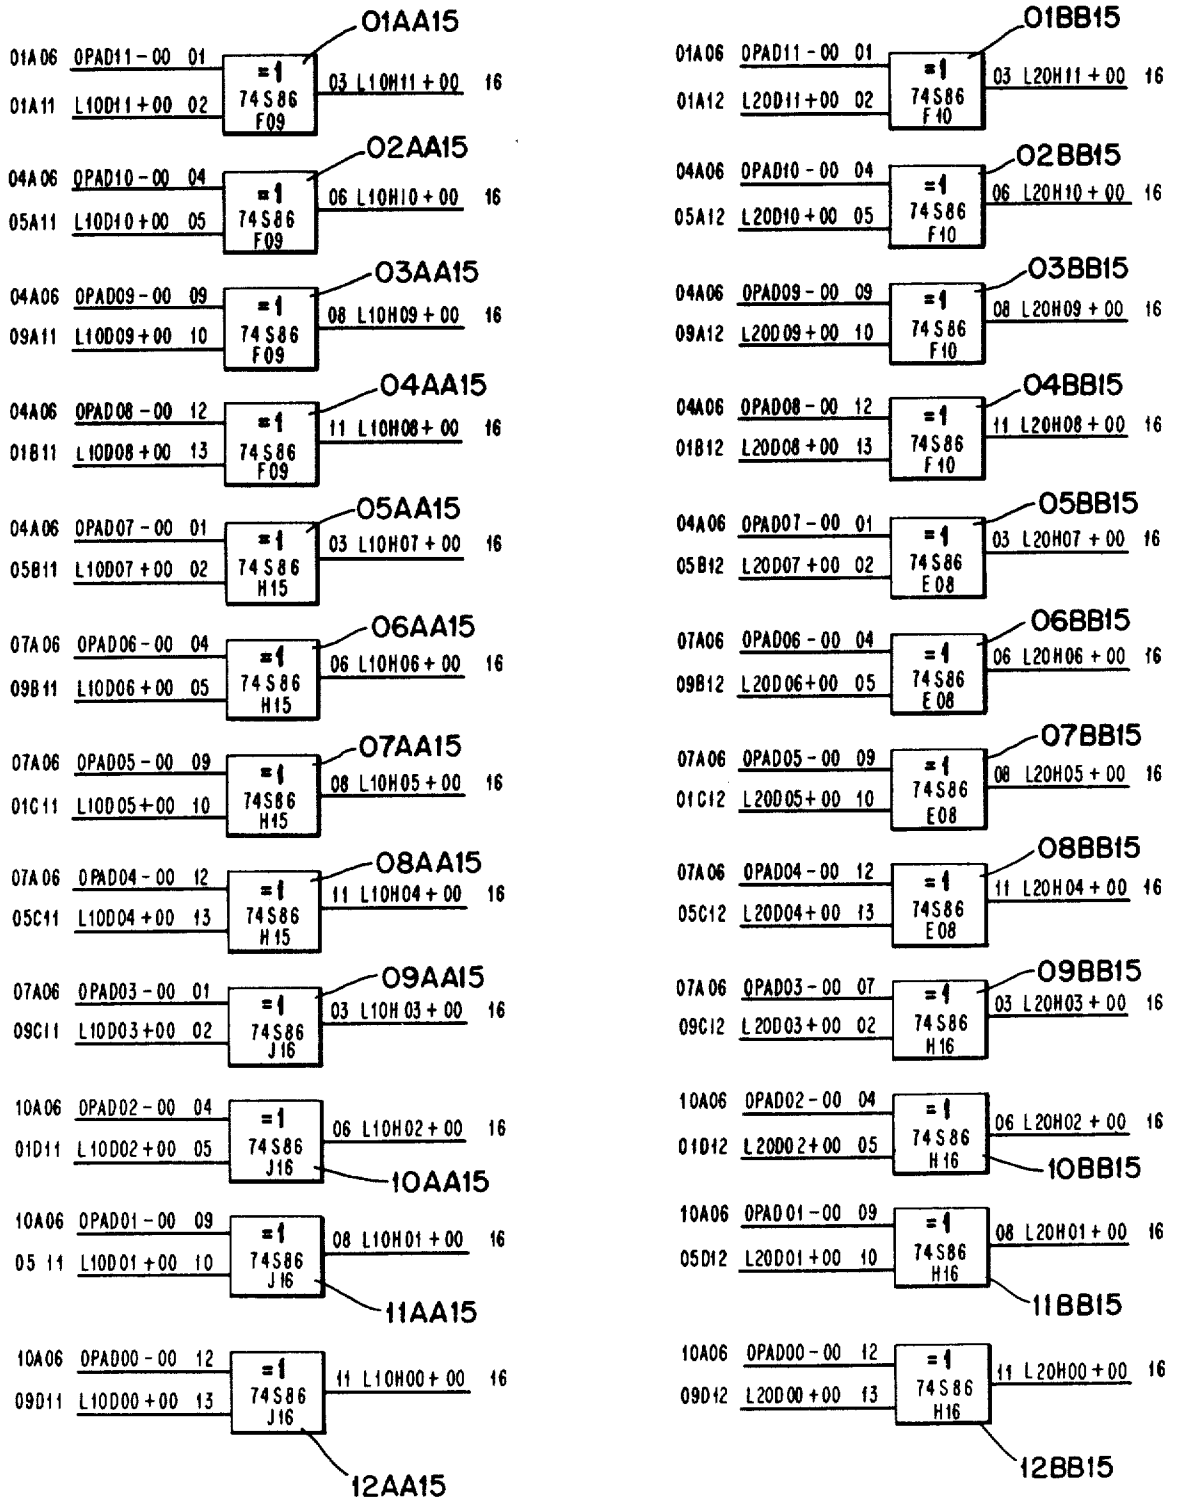 01AA15
01A06 OPAD11-00 01
=1
03 L10H11+00 16
01A11 L10D11+00 02
74S86
F09
02AA15
04A06 OPAD10-00 04
=1
06 L10H10+00 16
05A11 L10D10+00 05
74S86
F09
03AA15
04A06 OPAD09-00 09
=1
08 L10H09+00 16
09A11 L10D09+00 10
74S86
F09
04AA15
04A06 OPAD08-00 12
=1
11 L10H08+00 16
01B11 L10D08+00 13
74S86
F09
05AA15
04A06 OPAD07-00 01
=1
03 L10H07+00 16
05B11 L10D07+00 02
74S86
H15
06AA15
07A06 OPAD06-00 04
=1
06 L10H06+00 16
09B11 L10D06+00 05
74S86
H15
07AA15
07A06 OPAD05-00 09
=1
08 L10H05+00 16
01C11 L10D05+00 10
74S86
H15
08AA15
07A06 OPAD04-00 12
=1
11 L10H04+00 16
05C11 L10D04+00 13
74S86
H15
09AA15
07A06 OPAD03-00 01
=1
03 L10H03+00 16
09C11 L10D03+00 02
74S86
J16
10A06 OPAD02-00 04
=1
06 L10H02+00 16
01D11 L10D02+00 05
74S86
J16
10AA15
10A06 OPAD01-00 09
=1
08 L10H01+00 16
05 11 L10D01+00 10
74S86
J16
11AA15
10A06 OPAD00-00 12
=1
11 L10H00+00 16
09D11 L10D00+00 13
74S86
J16
12AA15
01BB15
01A06 OPAD11-00 01
=1
03 L20H11+00 16
01A12 L20D11+00 02
74S86
F10
02BB15
04A06 OPAD10-00 04
=1
06 L20H10+00 16
05A12 L20D10+00 05
74S86
F10
03BB15
04A06 OPAD09-00 09
=1
08 L20H09+00 16
09A12 L20D09+00 10
74S86
F10
04BB15
04A06 OPAD08-00 12
=1
11 L20H08+00 16
01B12 L20D08+00 13
74S86
F10
05BB15
04A06 OPAD07-00 01
=1
03 L20H07+00 16
05B12 L20D07+00 02
74S86
E08
06BB15
07A06 OPAD06-00 04
=1
06 L20H06+00 16
09B12 L20D06+00 05
74S86
E08
07BB15
07A06 OPAD05-00 09
=1
08 L20H05+00 16
01C12 L20D05+00 10
74S86
E08
08BB15
07A06 OPAD04-00 12
=1
11 L20H04+00 16
05C12 L20D04+00 13
74S86
E08
09BB15
07A06 OPAD03-00 07
=1
03 L20H03+00 16
09C12 L20D03+00 02
74S86
H16
10A06 OPAD02-00 04
=1
06 L20H02+00 16
01D12 L20D02+00 05
74S86
H16
10BB15
10A06 OPAD01-00 09
=1
08 L20H01+00 16
05D12 L20D01+00 10
74S86
H16
11BB15
10A06 OPAD00-00 12
=1
11 L20H00+00 16
09D12 L20D00+00 13
74S86
H16
12BB15